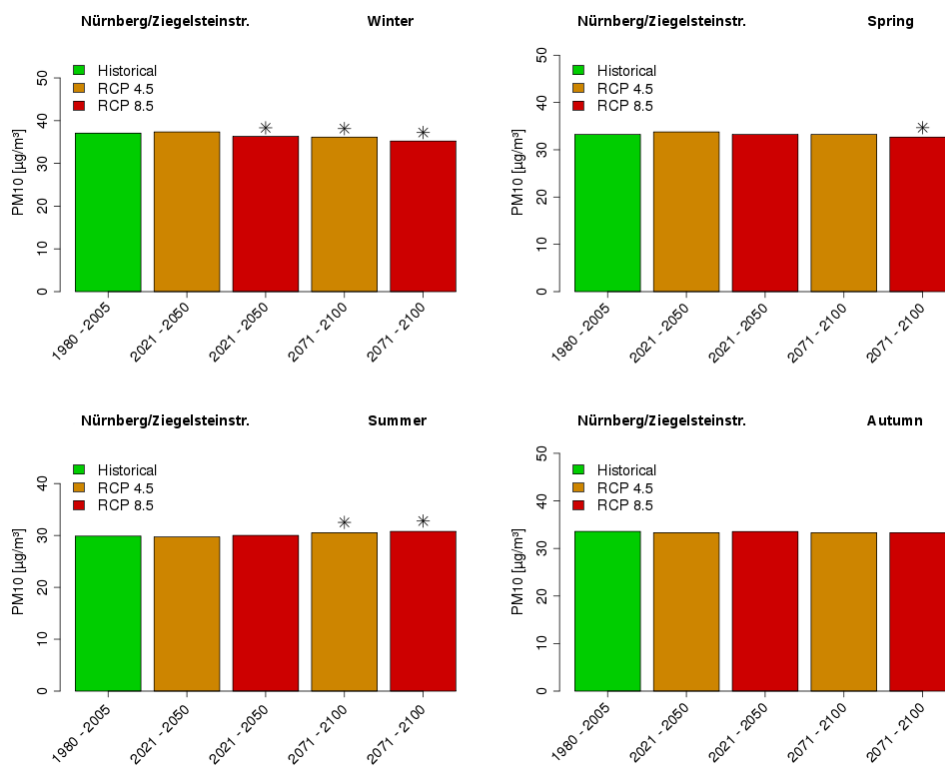 Nürnberg/Ziegelsteinstr. Winter
Historical
RCP 4.5
RCP 8.5
PM10 [µg/m³]
50
40
30
20
10
0
1980 - 2005
2021 - 2050
2021 - 2050
2071 - 2100
2071 - 2100
Nürnberg/Ziegelsteinstr. Spring
Historical
RCP 4.5
RCP 8.5
PM10 [µg/m³]
50
40
30
20
10
0
1980 - 2005
2021 - 2050
2021 - 2050
2071 - 2100
2071 - 2100
Nürnberg/Ziegelsteinstr. Summer
Historical
RCP 4.5
RCP 8.5
PM10 [µg/m³]
40
30
20
10
0
1980 - 2005
2021 - 2050
2021 - 2050
2071 - 2100
2071 - 2100
Nürnberg/Ziegelsteinstr. Autumn
Historical
RCP 4.5
RCP 8.5
PM10 [µg/m³]
50
40
30
20
10
0
1980 - 2005
2021 - 2050
2021 - 2050
2071 - 2100
2071 - 2100